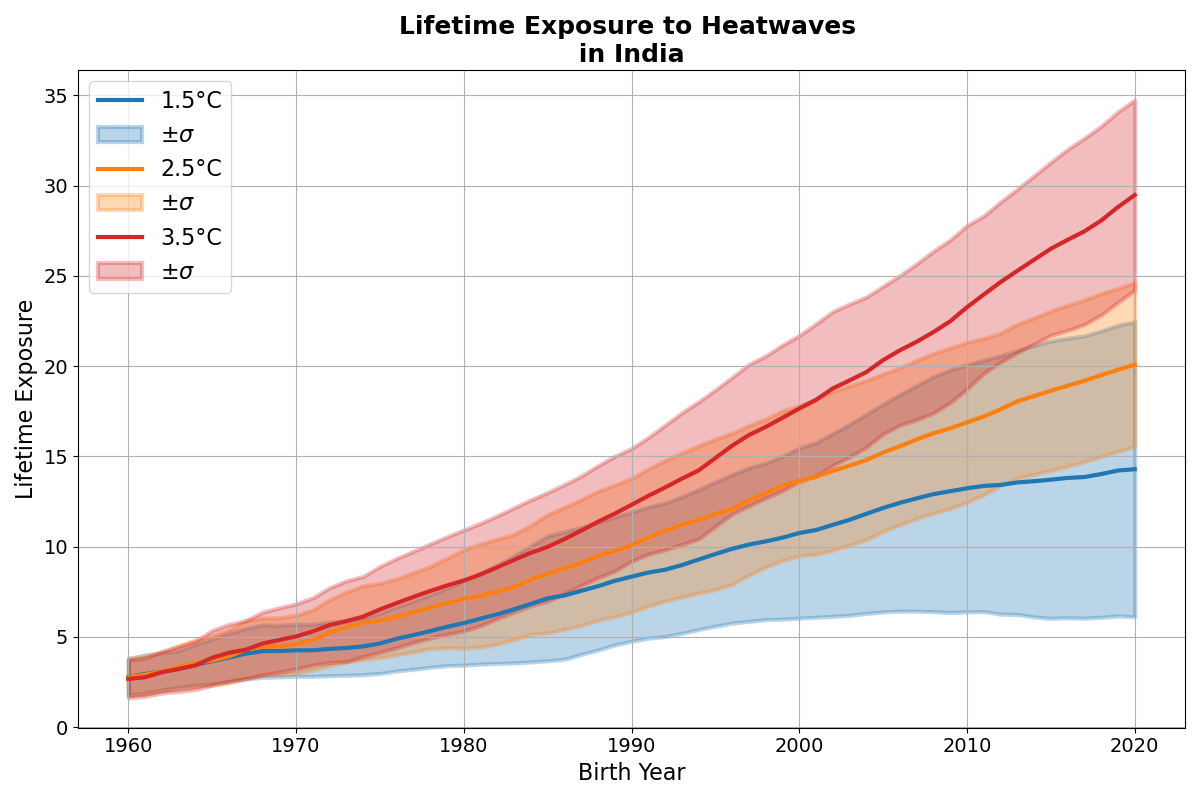 Lifetime Exposure to Heatwaves
in India
1.5°C
±σ
2.5°C
±σ
3.5°C
±σ
Lifetime Exposure
35
30
25
20
15
10
5
0
1960 1970 1980 1990 2000 2010 2020
Birth Year